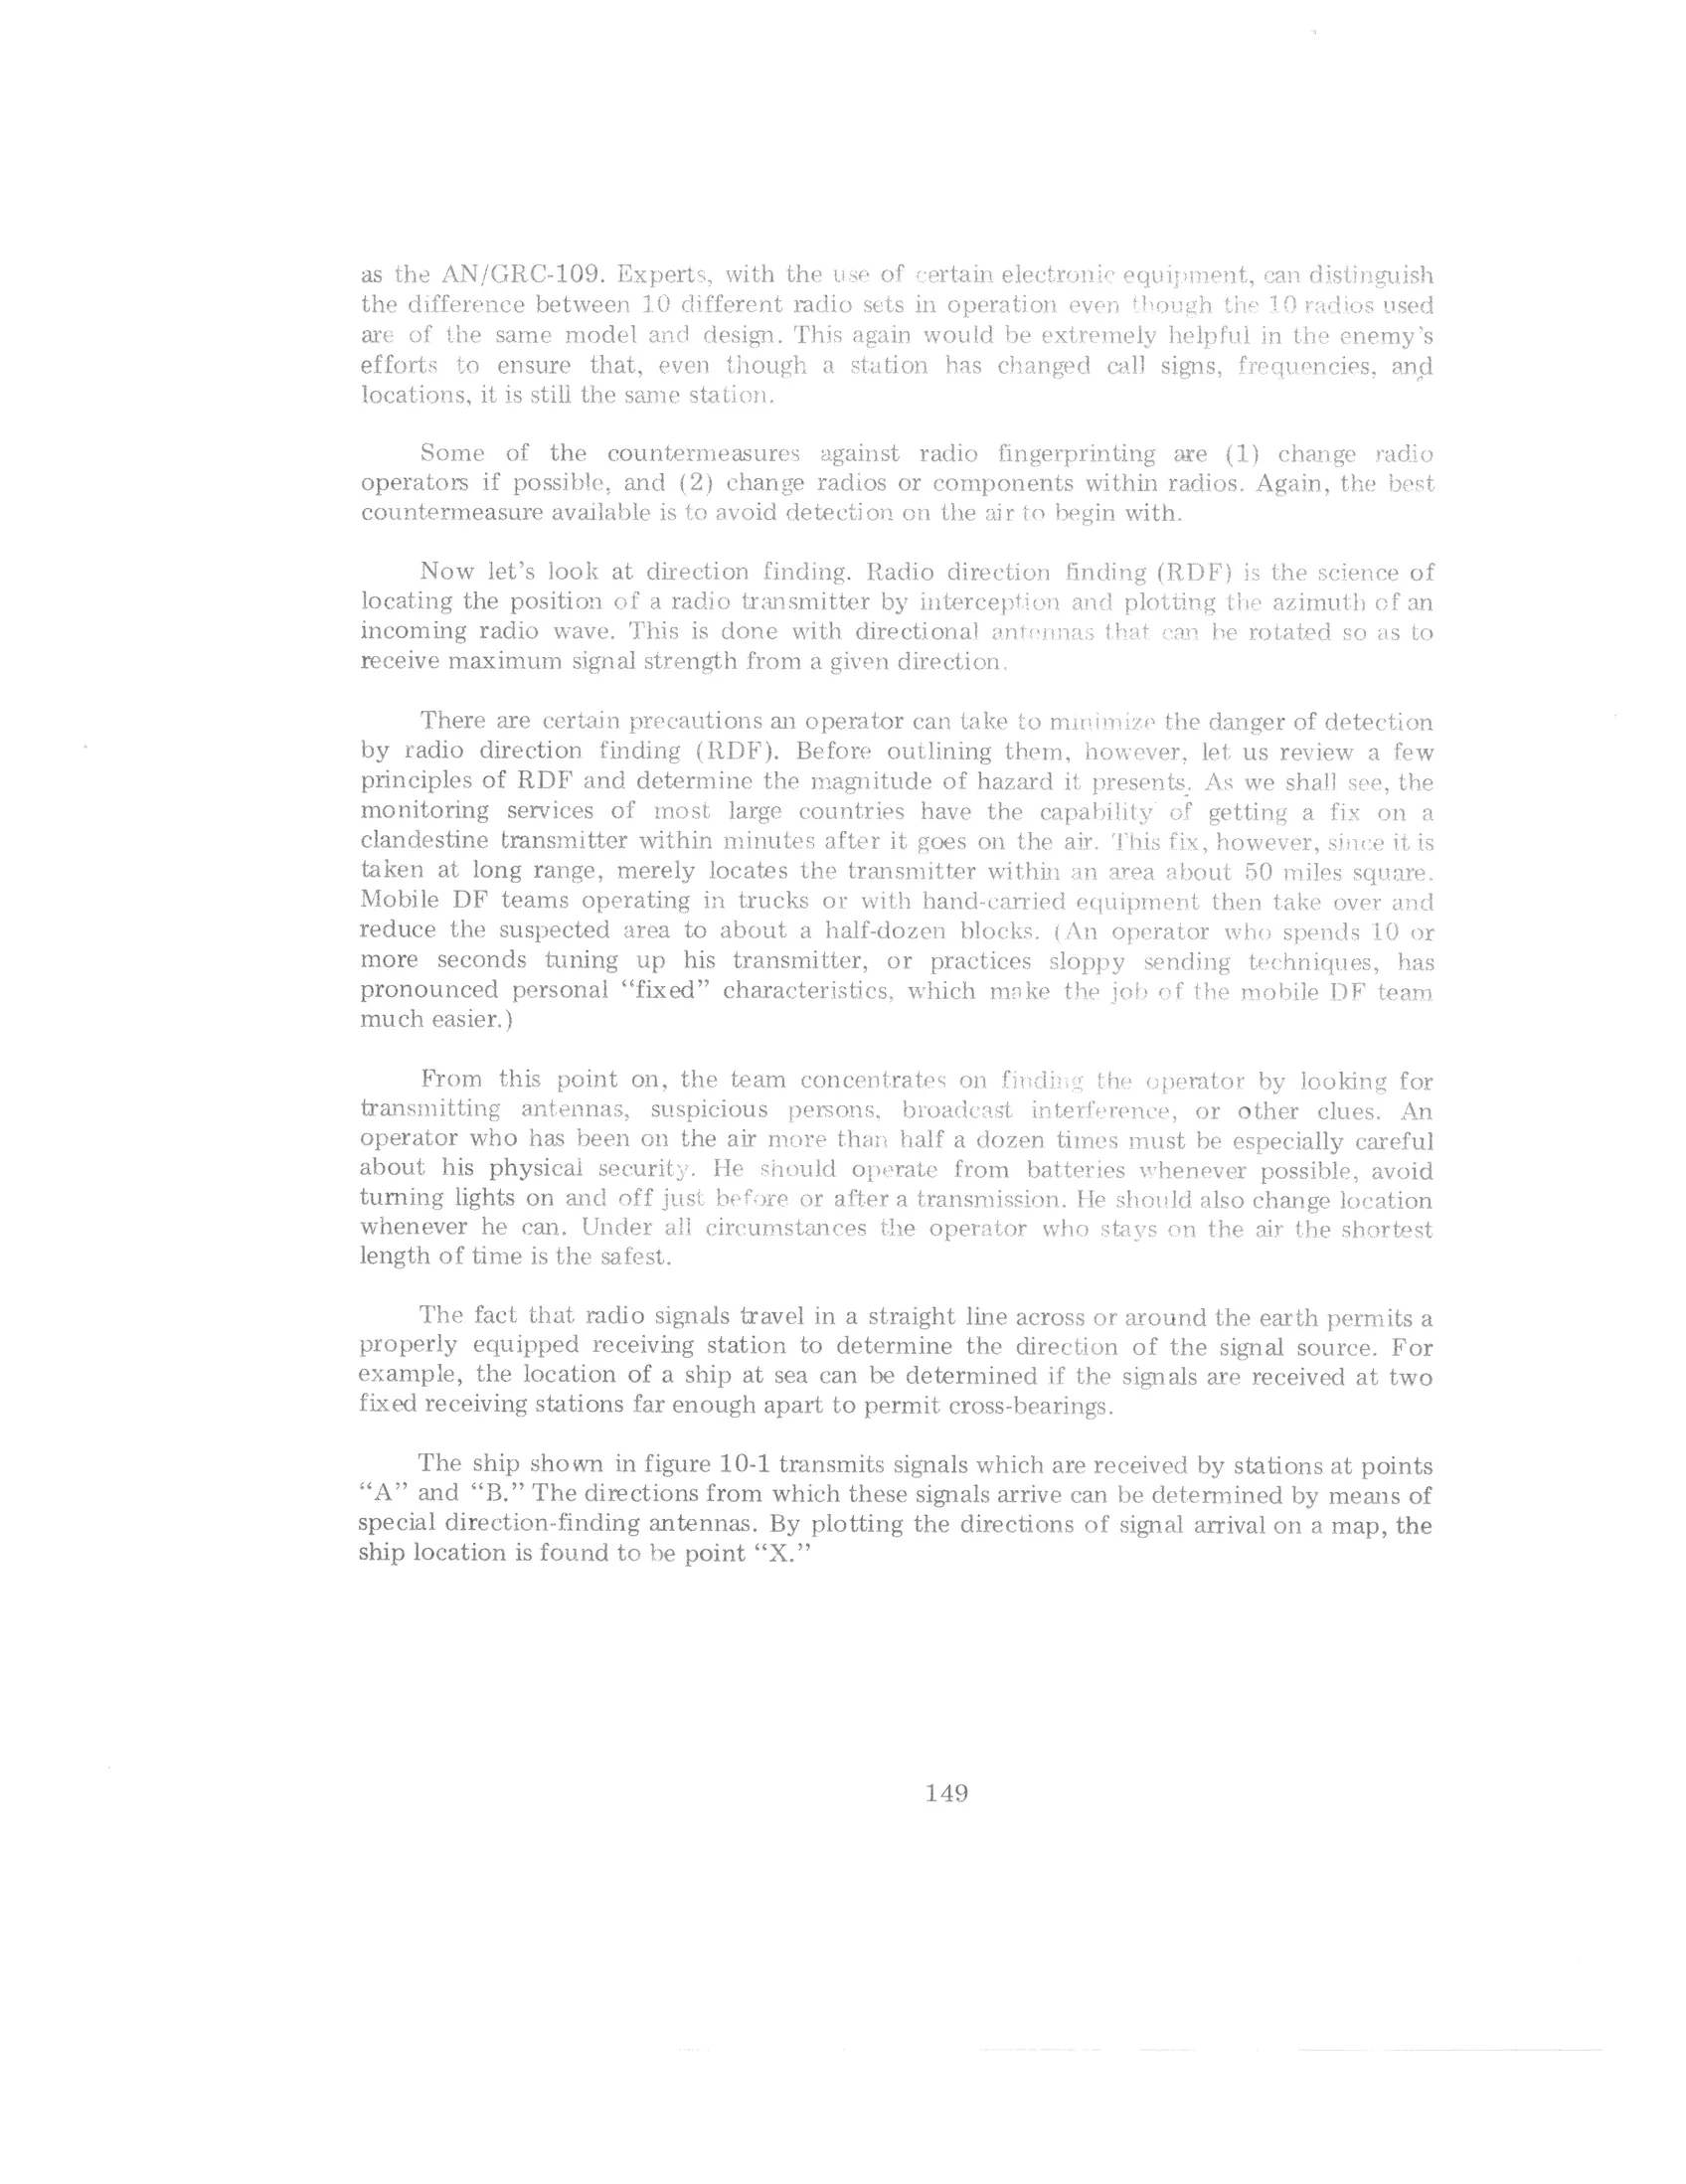 as the AN/GRC-109. Experts, with the use of certain electronic equipment, can distinguish
the difference between 10 different radio sets in operation even though the 10 radios used
are of the same model and design. This again would be extremely helpful in the enemy's
efforts to ensure that, even though a station has changed call signs, frequencies, and
locations, it is still the same station.
Some of the countermeasures against radio fingerprinting are (1) change radio
operators if possible, and (2) change radios or components within radios. Again, the best
countermeasure available is to avoid detection on the air to begin with.
Now let's look at direction finding. Radio direction finding (RDF) is the science of
locating the position of a radio transmitter by interception and plotting the azimuth of an
incoming radio wave. This is done with directional antennas that can be rotated so as to
receive maximum signal strength from a given direction.
There are certain precautions an operator can take to minimize the danger of detection
by radio direction finding (RDF). Before outlining them, however, let us review a few
principles of RDF and determine the magnitude of hazard it presents. As we shall see, the
monitoring services of most large countries have the capability of getting a fix on a
clandestine transmitter within minutes after it goes on the air. This fix, however, since it is
taken at long range, merely locates the transmitter within an area about 50 miles square.
Mobile DF teams operating in trucks or with hand-carried equipment then take over and
reduce the suspected area to about a half-dozen blocks. (An operator who spends 10 or
more seconds tuning up his transmitter, or practices sloppy sending techniques, has
pronounced personal "fixed" characteristics, which make the job of the mobile DF team
much easier.)
From this point on, the team concentrates on finding the operator by looking for
transmitting antennas, suspicious persons, broadcast interference, or other clues. An
operator who has been on the air more than half a dozen times must be especially careful
about his physical security. He should operate from batteries whenever possible, avoid
turning lights on and off just before or after a transmission. He should also change location
whenever he can. Under all circumstances the operator who stays on the air the shortest
length of time is the safest.
The fact that radio signals travel in a straight line across or around the earth permits a
properly equipped receiving station to determine the direction of the signal source. For
example, the location of a ship at sea can be determined if the signals are received at two
fixed receiving stations far enough apart to permit cross-bearings.
The ship shown in figure 10-1 transmits signals which are received by stations at points
"A" and "B." The directions from which these signals arrive can be determined by means of
special direction-finding antennas. By plotting the directions of signal arrival on a map, the
ship location is found to be point "X."
149